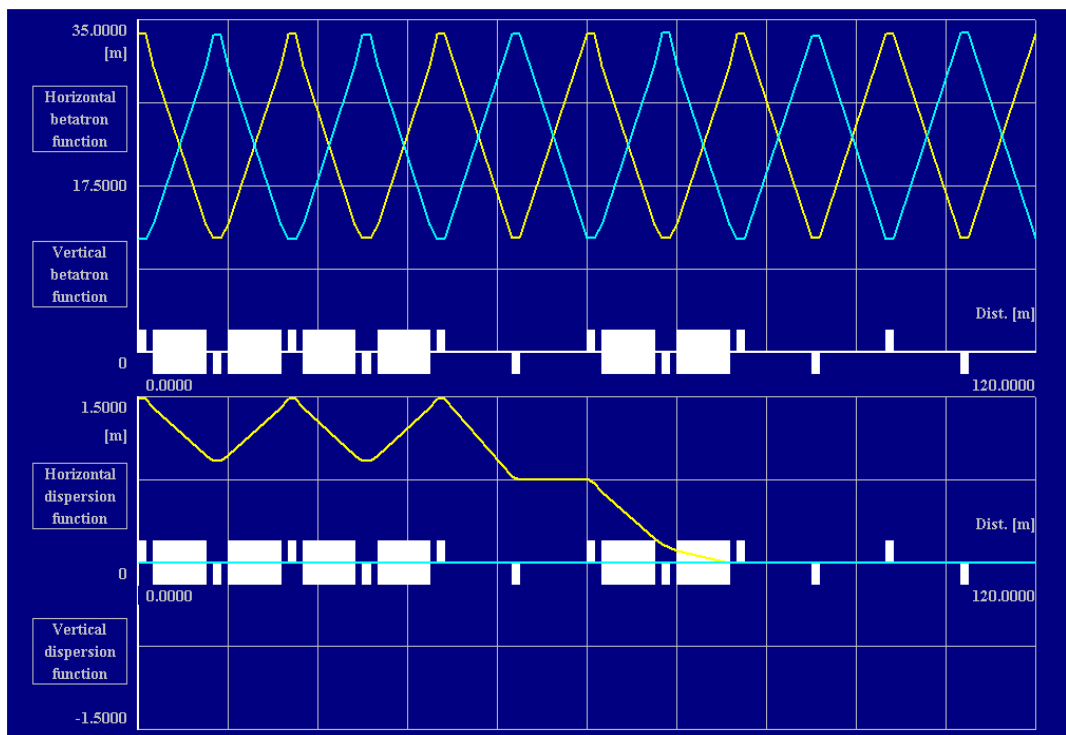 35.0000
[m]
Horizontal
betatron
function
17.5000
Vertical
betatron
function
Dist. [m]
0
0.0000
120.0000
1.5000
[m]
Horizontal
dispersion
function
Dist. [m]
0
0.0000
120.0000
Vertical
dispersion
function
-1.5000